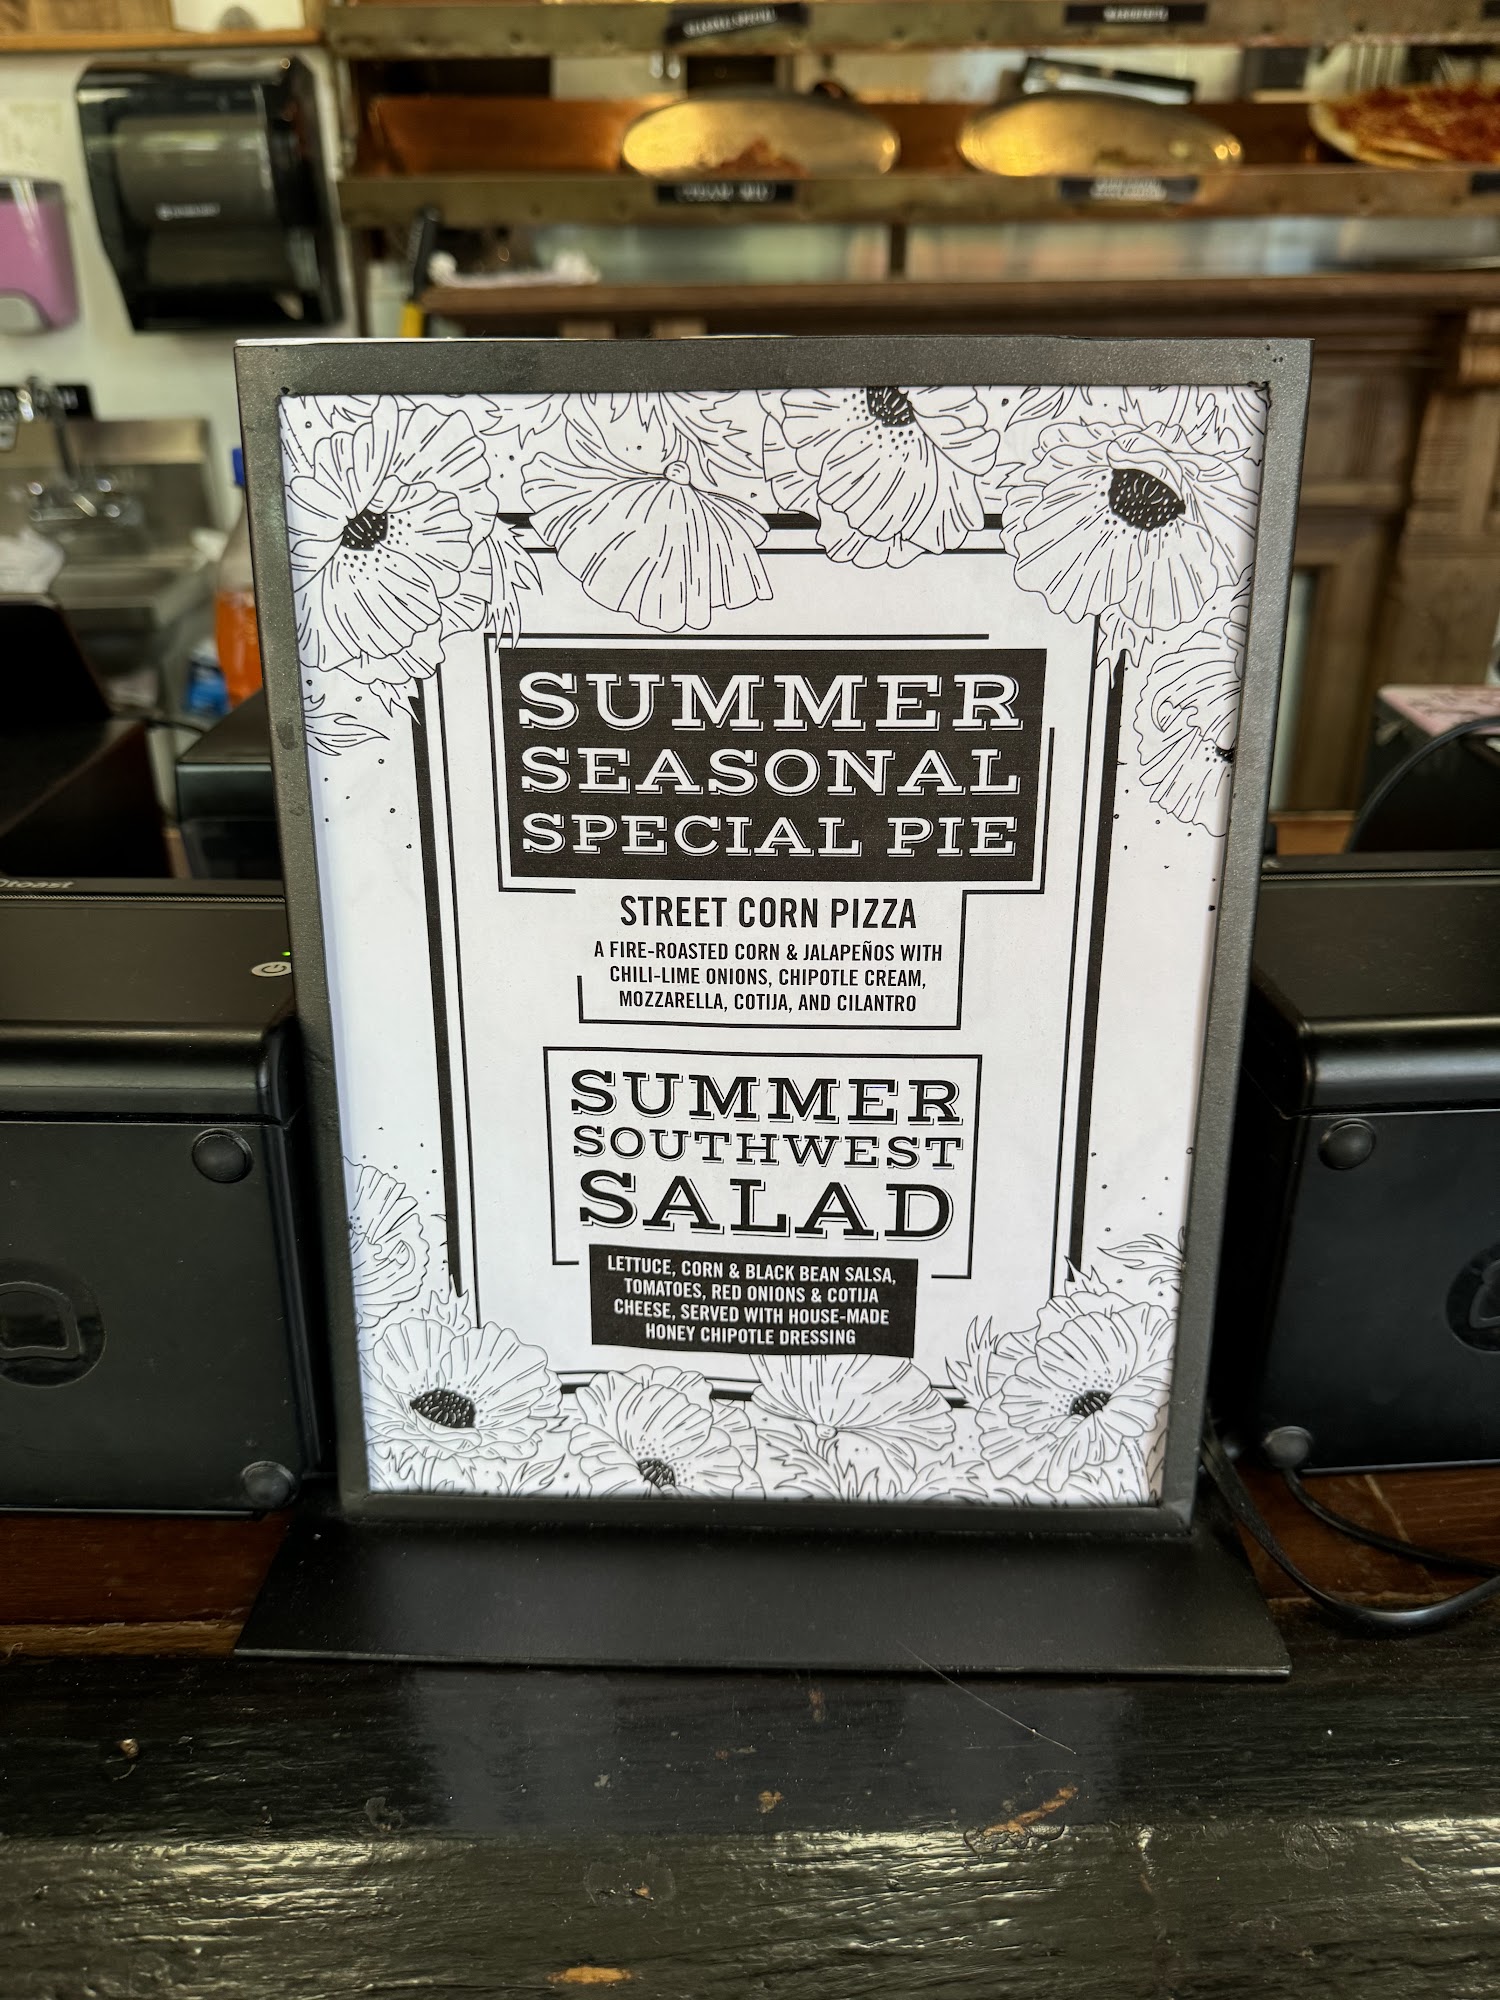 SUMMER
SEASONAL
SPECIAL PIE
STREET CORN PIZZA
A FIRE-ROASTED CORN & JALAPEÑOS WITH
CHILI-LIME ONIONS, CHIPOTLE CREAM,
MOZZARELLA, COTIJA, AND CILANTRO
SUMMER
SOUTHWEST
SALAD
LETTUCE, CORN & BLACK BEAN SALSA,
TOMATOES, RED ONIONS & COTIJA
CHEESE, SERVED WITH HOUSE-MADE
HONEY CHIPOTLE DRESSING
toast